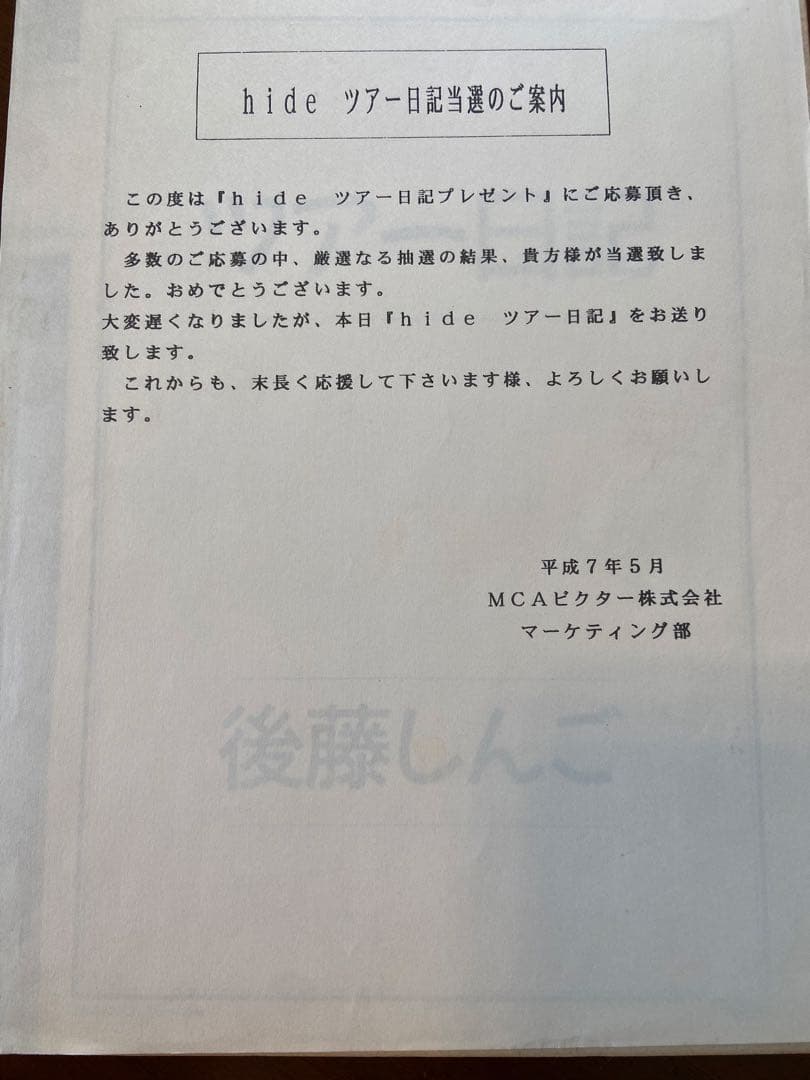 ｈｉｄｅ　ツアー日記当選のご案内
　この度は『ｈｉｄｅ　ツアー日記プレゼント』にご応募頂き、
ありがとうございます。
　多数のご応募の中、厳選なる抽選の結果、貴方様が当選致しま
した。おめでとうございます。
大変遅くなりましたが、本日『ｈｉｄｅ　ツアー日記』をお送り
致します。
　これからも、末長く応援して下さいます様、よろしくお願いし
ます。
平成７年５月
ＭＣＡビクター株式会社
マーケティング部
後藤しんご